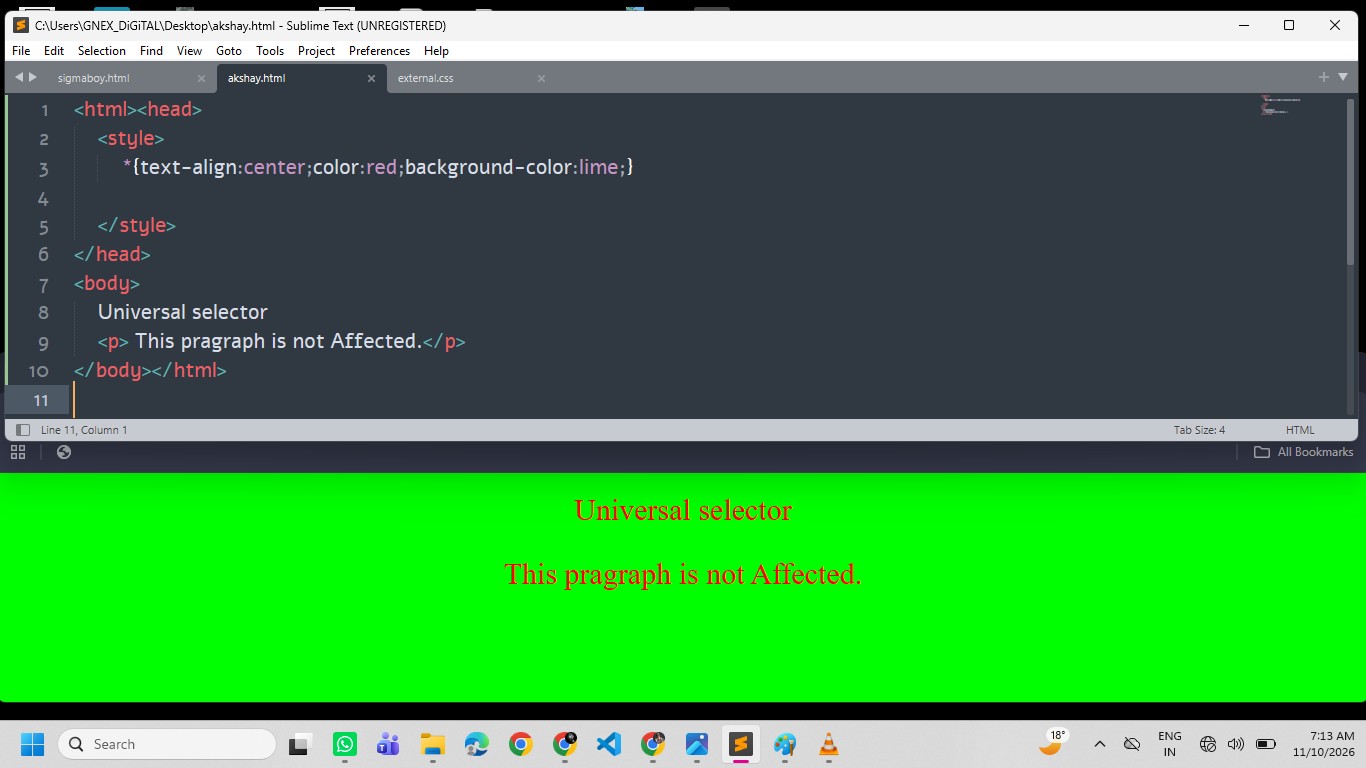 C:\Users\GNEX_DiGiTAL\Desktop\akshay.html - Sublime Text (UNREGISTERED)
File Edit Selection Find View Goto Tools Project Preferences Help
sigmaboy.html akshay.html external.css
1 <html><head>
2 <style>
3 *{text-align:center;color:red;background-color:lime;}
4
5 </style>
6 </head>
7 <body>
8 Universal selector
9 <p> This pragraph is not Affected.</p>
10 </body></html>
11
Line 11, Column 1 Tab Size: 4 HTML
All Bookmarks
Universal selector
This pragraph is not Affected.
Search 18° ENG 7:13 AM
IN 11/10/2026